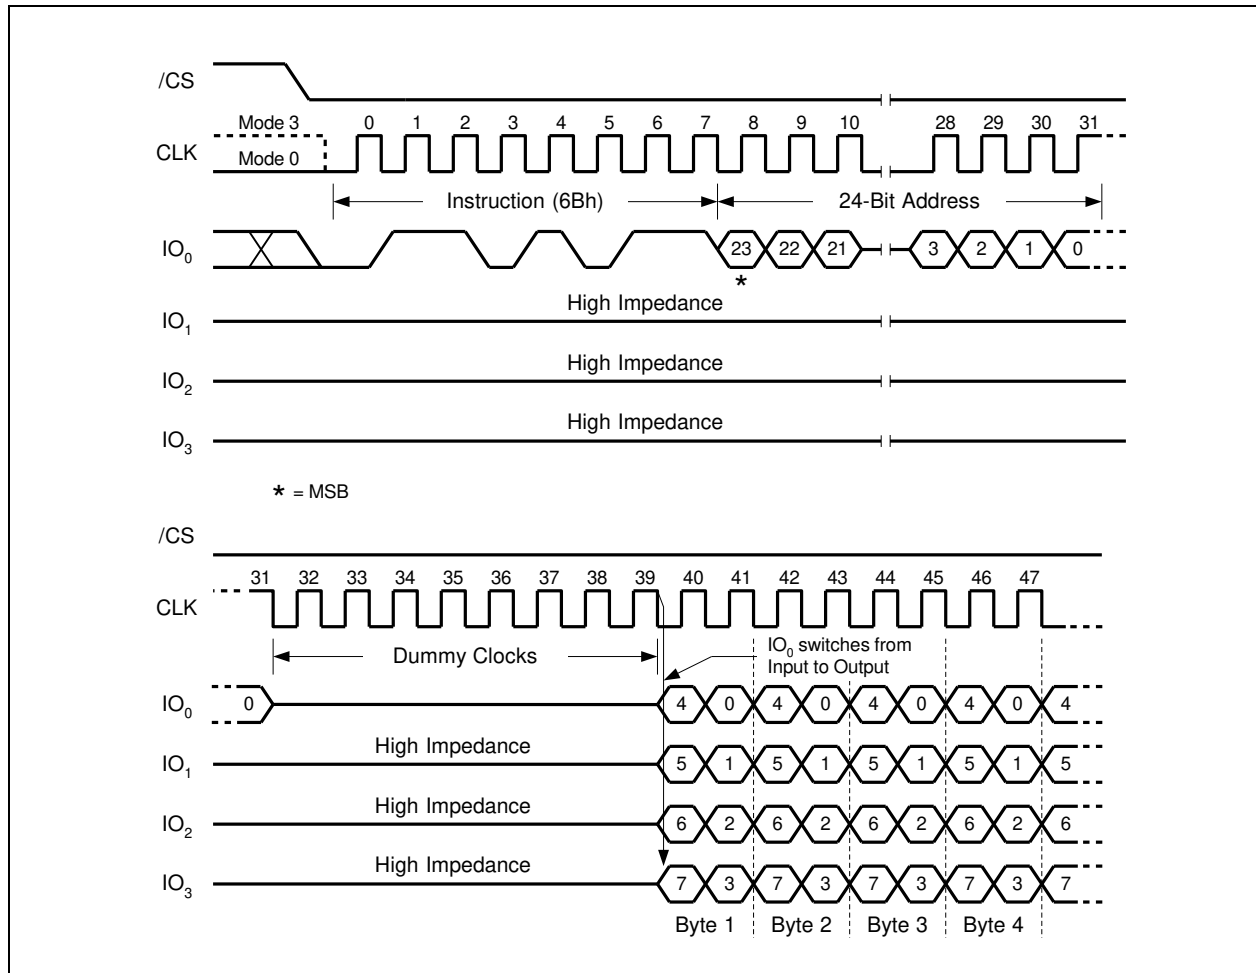 /CS
Mode 3 0 1 2 3 4 5 6 7 8 9 10 28 29 30 31
CLK
Mode 0
Instruction (6Bh) 24-Bit Address
IO0 23 22 21 3 2 1 0
*
High Impedance
IO1
High Impedance
IO2
High Impedance
IO3
* = MSB
/CS
31 32 33 34 35 36 37 38 39 40 41 42 43 44 45 46 47
CLK
IO0 switches from
Input to Output
Dummy Clocks
IO0 0 4 0 4 0 4 0 4 0 4
High Impedance
IO1 5 1 5 1 5 1 5 1 5
High Impedance
IO2 6 2 6 2 6 2 6 2 6
High Impedance
IO3 7 3 7 3 7 3 7 3 7
Byte 1 Byte 2 Byte 3 Byte 4